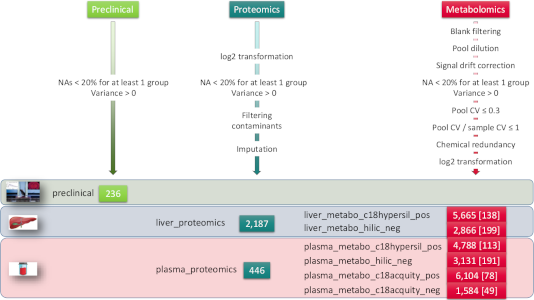 Preclinical
Proteomics
Metabolomics
NAs < 20% for at least 1 group
Variance > 0
log2 transformation
NA < 20% for at least 1 group
Variance > 0
Filtering
contaminants
Imputation
Blank filtering
Pool dilution
Signal drift correction
NA < 20% for at least 1 group
Variance > 0
Pool CV ≤ 0.3
Pool CV / sample CV ≤ 1
Chemical redundancy
log2 transformation
preclinical 236
liver_proteomics 2,187
liver_metabo_c18hypersil_pos 5,665 [138]
liver_metabo_hilic_neg 2,866 [199]
plasma_proteomics 446
plasma_metabo_c18hypersil_pos 4,788 [113]
plasma_metabo_hilic_neg 3,131 [191]
plasma_metabo_c18acquity_pos 6,104 [78]
plasma_metabo_c18acquity_neg 1,584 [49]